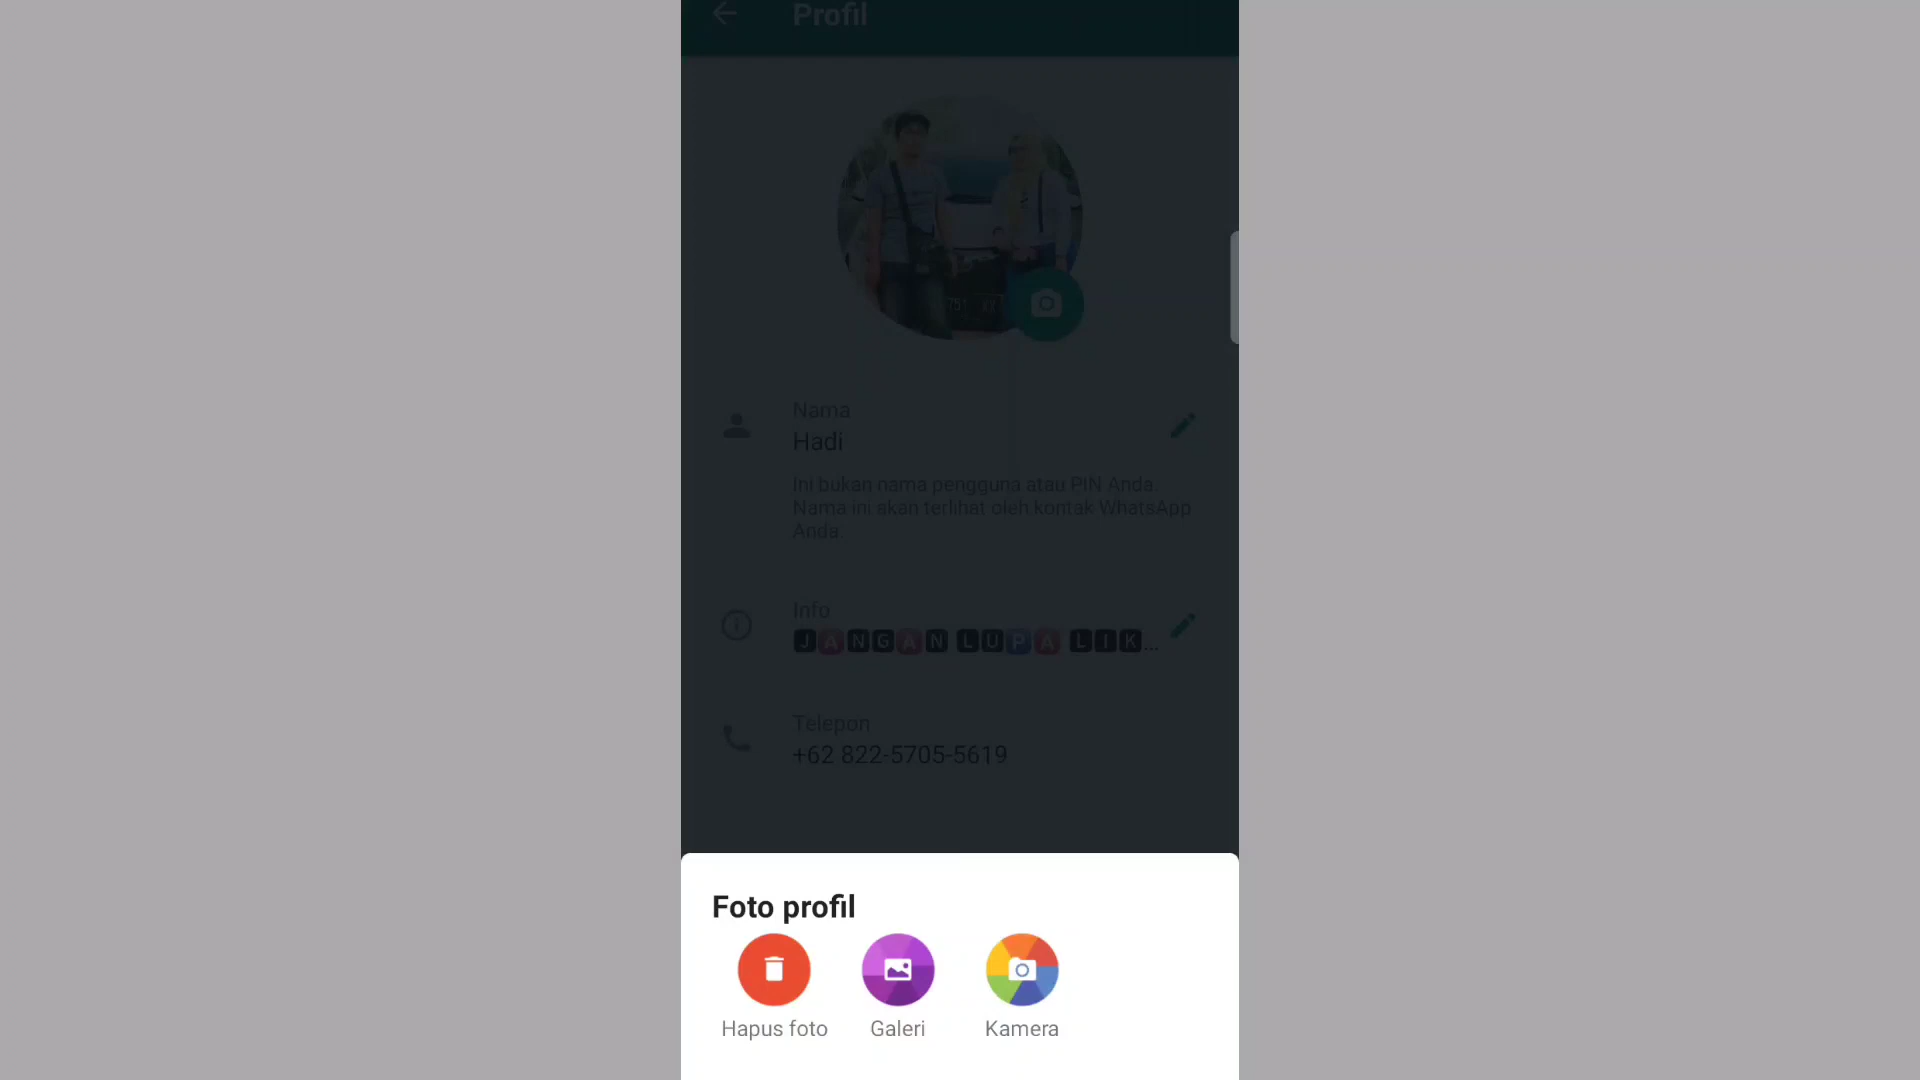 Profil
Nama
Hadi
Ini bukan nama pengguna atau PIN Anda.
Nama ini akan terlihat oleh kontak WhatsApp
Anda.
Info
JANGAN LUPA LIK...
Telepon
+62 822-5705-5619
Foto profil
Hapus foto
Galeri
Kamera